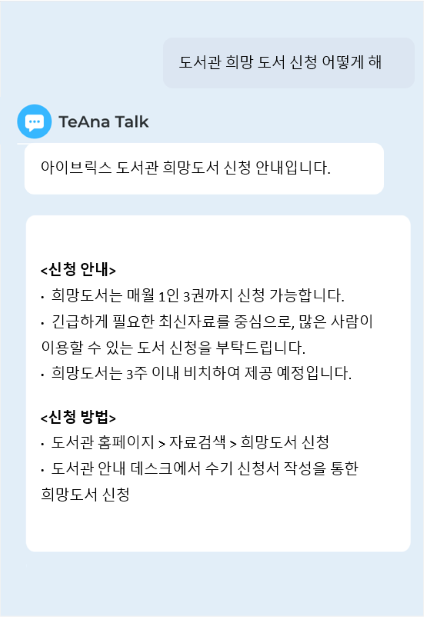 도서관 희망 도서 신청 어떻게 해
TeAna Talk
아이브릭스 도서관 희망도서 신청 안내입니다.
<신청 안내>
· 희망도서는 매월 1인 3권까지 신청 가능합니다.
· 긴급하게 필요한 최신자료를 중심으로, 많은 사람이
이용할 수 있는 도서 신청을 부탁드립니다.
· 희망도서는 3주 이내 비치하여 제공 예정입니다.
<신청 방법>
· 도서관 홈페이지 > 자료검색 > 희망도서 신청
· 도서관 안내 데스크에서 수기 신청서 작성을 통한
희망도서 신청